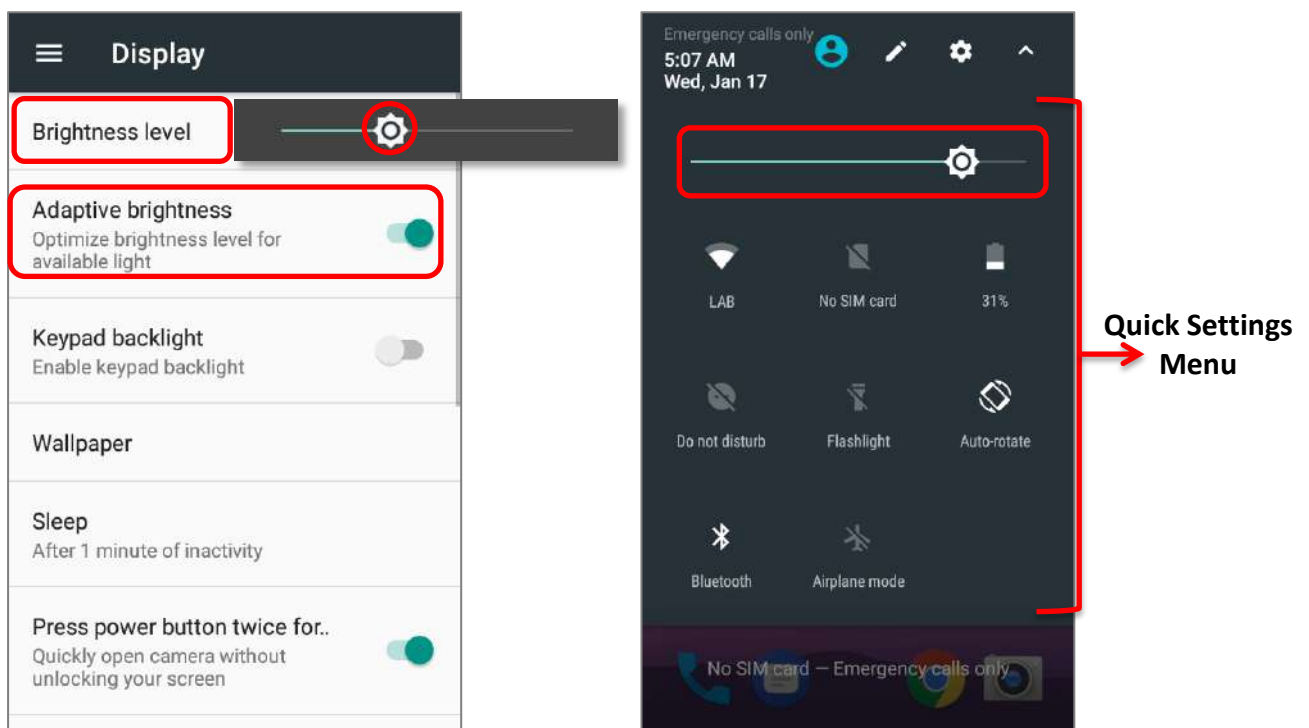 Display
Brightness level
Adaptive brightness
Optimize brightness level for
available light
Keypad backlight
Enable keypad backlight
Wallpaper
Sleep
After 1 minute of inactivity
Press power button twice for..
Quickly open camera without
unlocking your screen
Emergency calls only
5:07 AM
Wed, Jan 17
LAB
No SIM card
31%
Do not disturb
Flashlight
Auto-rotate
Bluetooth
Airplane mode
No SIM card — Emergency calls only
Quick Settings
Menu